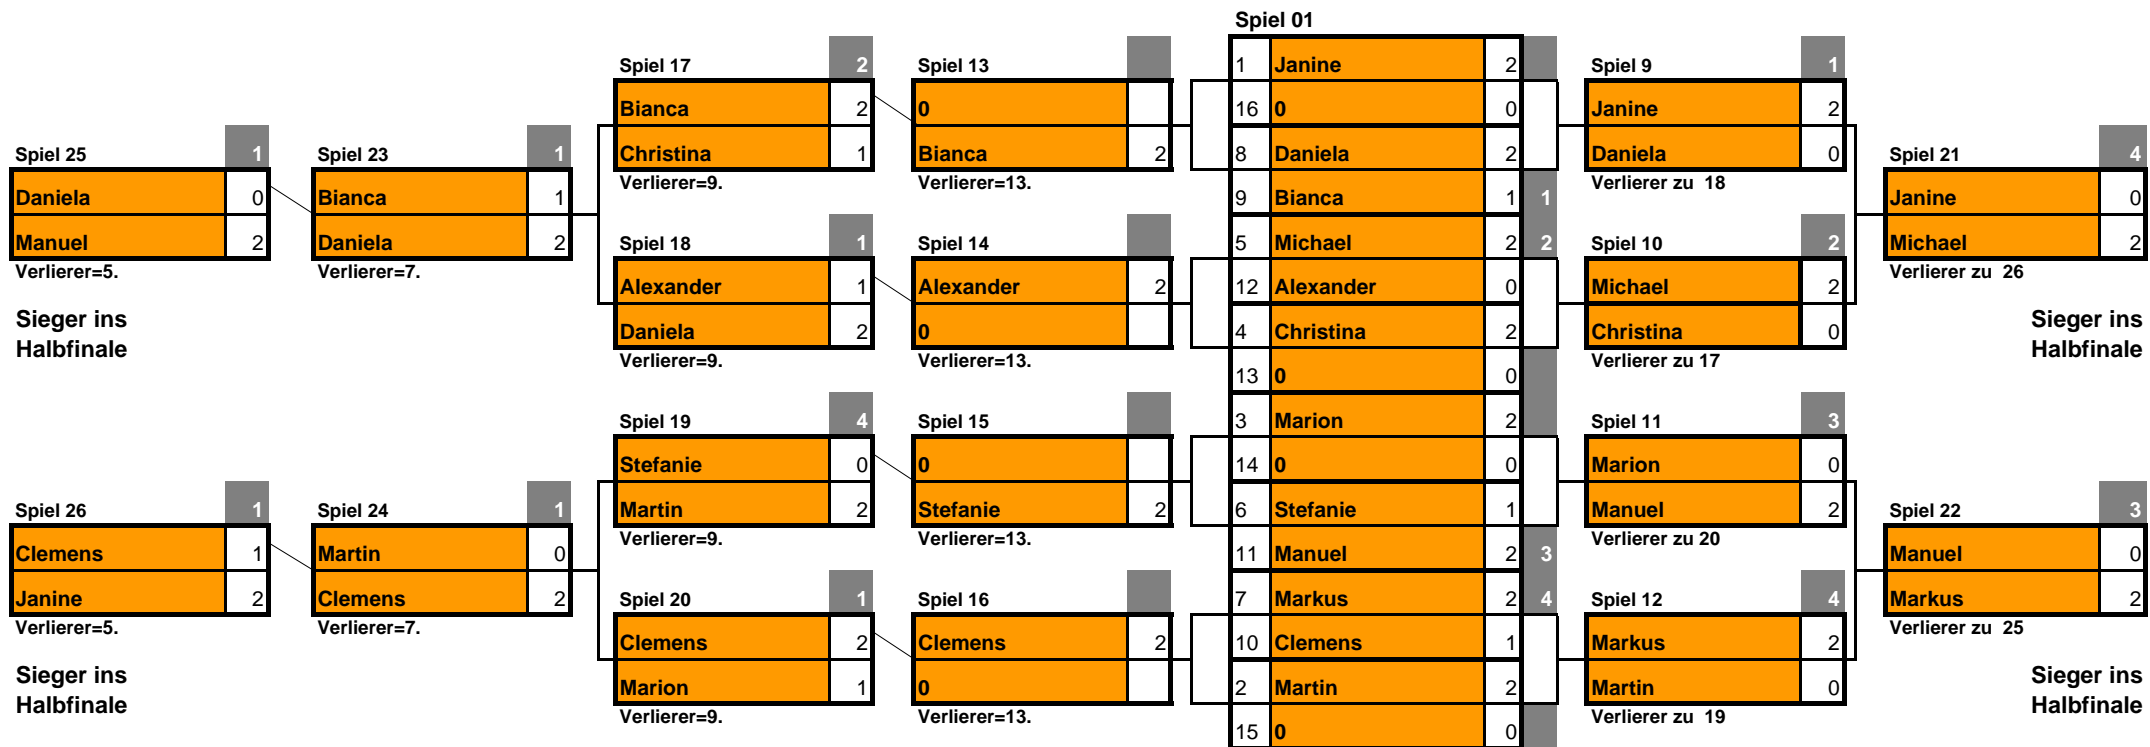 Spiel 01
1 Janine 2
16 0 0
8 Daniela 2
9 Bianca 1 1
5 Michael 2 2
12 Alexander 0
4 Christina 2
13 0 0
3 Marion 2
14 0 0
6 Stefanie 1
11 Manuel 2 3
7 Markus 2 4
10 Clemens 1
2 Martin 2
15 0 0
Spiel 25 1
Daniela 0
Manuel 2
Verlierer=5.
Sieger ins
Halbfinale
Spiel 26 1
Clemens 1
Janine 2
Verlierer=5.
Sieger ins
Halbfinale
Spiel 23 1
Bianca 1
Daniela 2
Verlierer=7.
Spiel 24 1
Martin 0
Clemens 2
Verlierer=7.
Spiel 17 2
Bianca 2
Christina 1
Verlierer=9.
Spiel 18 1
Alexander 1
Daniela 2
Verlierer=9.
Spiel 19 4
Stefanie 0
Martin 2
Verlierer=9.
Spiel 20 1
Clemens 2
Marion 1
Verlierer=9.
Spiel 13
0
Bianca 2
Verlierer=13.
Spiel 14
Alexander 2
0
Verlierer=13.
Spiel 15
0
Stefanie 2
Verlierer=13.
Spiel 16
Clemens 2
0
Verlierer=13.
Spiel 9 1
Janine 2
Daniela 0
Verlierer zu 18
Spiel 10 2
Michael 2
Christina 0
Verlierer zu 17
Spiel 11 3
Marion 0
Manuel 2
Verlierer zu 20
Spiel 12 4
Markus 2
Martin 0
Verlierer zu 19
Spiel 21 4
Janine 0
Michael 2
Verlierer zu 26
Sieger ins
Halbfinale
Spiel 22 3
Manuel 0
Markus 2
Verlierer zu 25
Sieger ins
Halbfinale